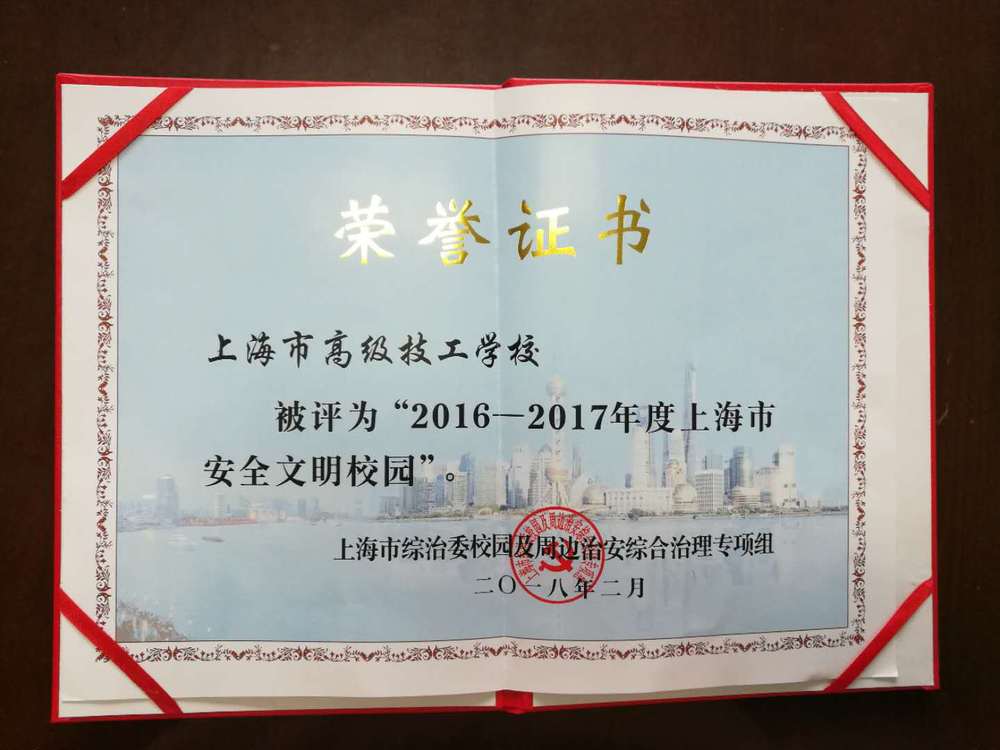 荣誉证书
上海市高级技工学校
被评为“2016—2017年度上海市
安全文明校园”。
上海市综治委校园及周边治安综合治理专项组
二〇一八年二月